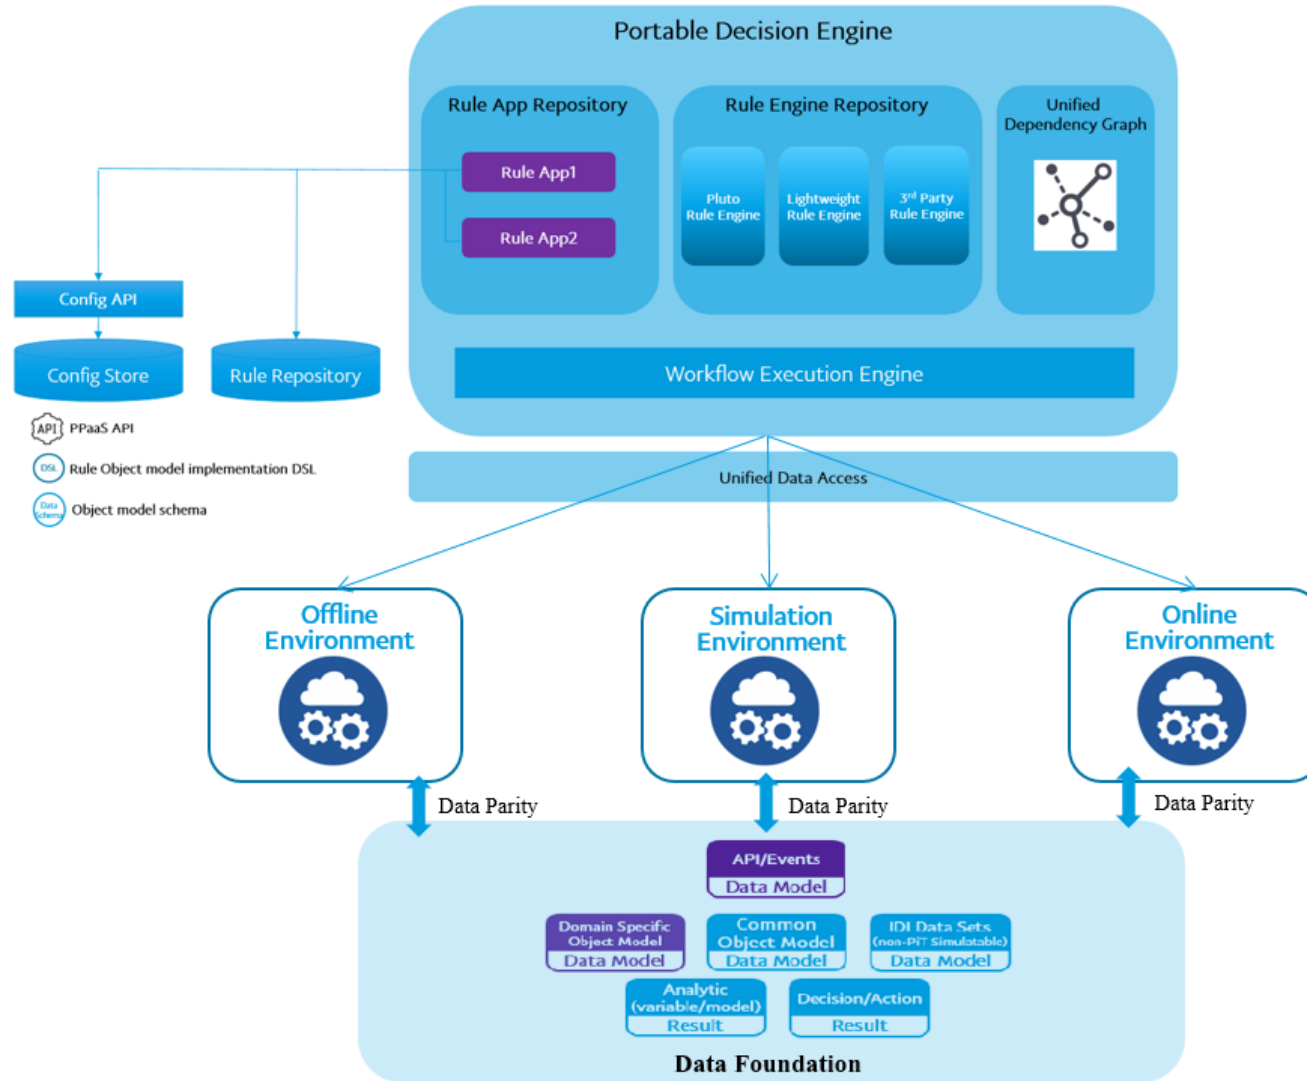 Portable Decision Engine
Rule App Repository
Rule App1
Rule App2
Rule Engine Repository
Pluto
Rule Engine
Lightweight
Rule Engine
3rd Party
Rule Engine
Unified
Dependency Graph
Workflow Execution Engine
Config API
Config Store
Rule Repository
API PPaaS API
DSL Rule Object model implementation DSL
Data
Schema
Object model schema
Unified Data Access
Offline
Environment
Simulation
Environment
Online
Environment
Data Parity
Data Parity
Data Parity
API/Events
Data Model
Domain Specific
Object Model
Data Model
Common
Object Model
Data Model
IDI Data Sets
(non-PiT Simulatable)
Data Model
Analytic
(variable/model)
Result
Decision/Action
Result
Data Foundation